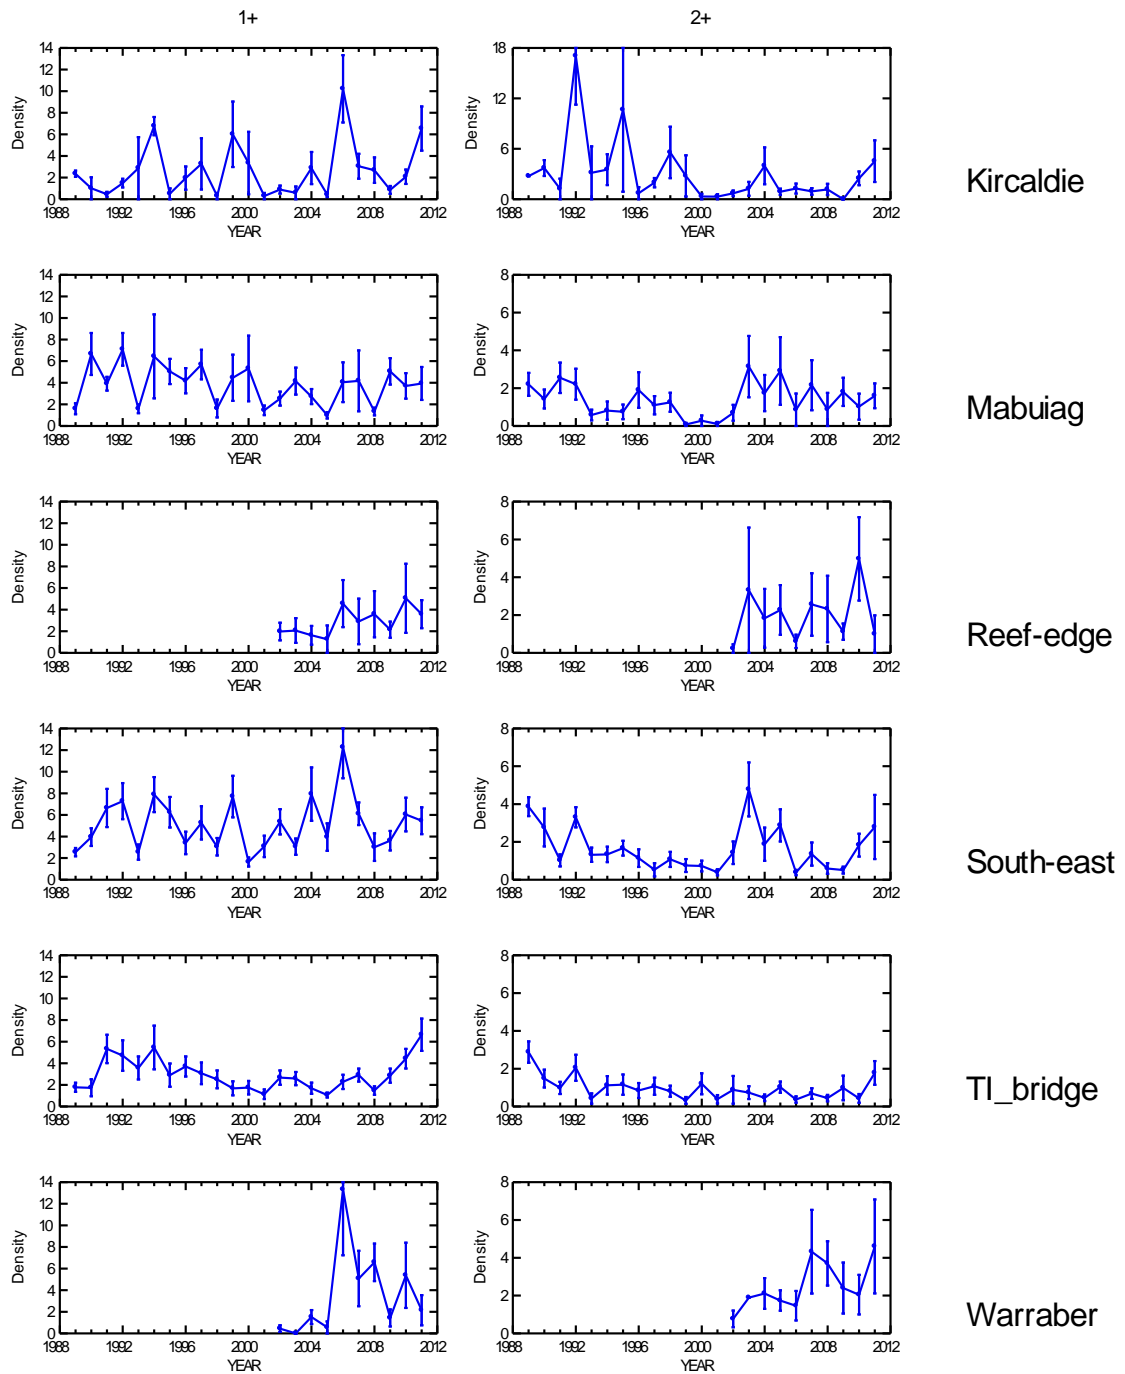 1+ 2+
14 12 10 8 6 4 2 0 Density 1988 1992 1996 2000 2004 2008 2012 YEAR
18 12 6 0 Density 1988 1992 1996 2000 2004 2008 2012 YEAR
Kircaldie
14 12 10 8 6 4 2 0 Density 1988 1992 1996 2000 2004 2008 2012 YEAR
8 6 4 2 0 Density 1988 1992 1996 2000 2004 2008 2012 YEAR
Mabuiag
14 12 10 8 6 4 2 0 Density 1988 1992 1996 2000 2004 2008 2012 YEAR
8 6 4 2 0 Density 1988 1992 1996 2000 2004 2008 2012 YEAR
Reef-edge
14 12 10 8 6 4 2 0 Density 1988 1992 1996 2000 2004 2008 2012 YEAR
8 6 4 2 0 Density 1988 1992 1996 2000 2004 2008 2012 YEAR
South-east
14 12 10 8 6 4 2 0 Density 1988 1992 1996 2000 2004 2008 2012 YEAR
8 6 4 2 0 Density 1988 1992 1996 2000 2004 2008 2012 YEAR
TI_bridge
14 12 10 8 6 4 2 0 Density 1988 1992 1996 2000 2004 2008 2012 YEAR
8 6 4 2 0 Density 1988 1992 1996 2000 2004 2008 2012 YEAR
Warraber